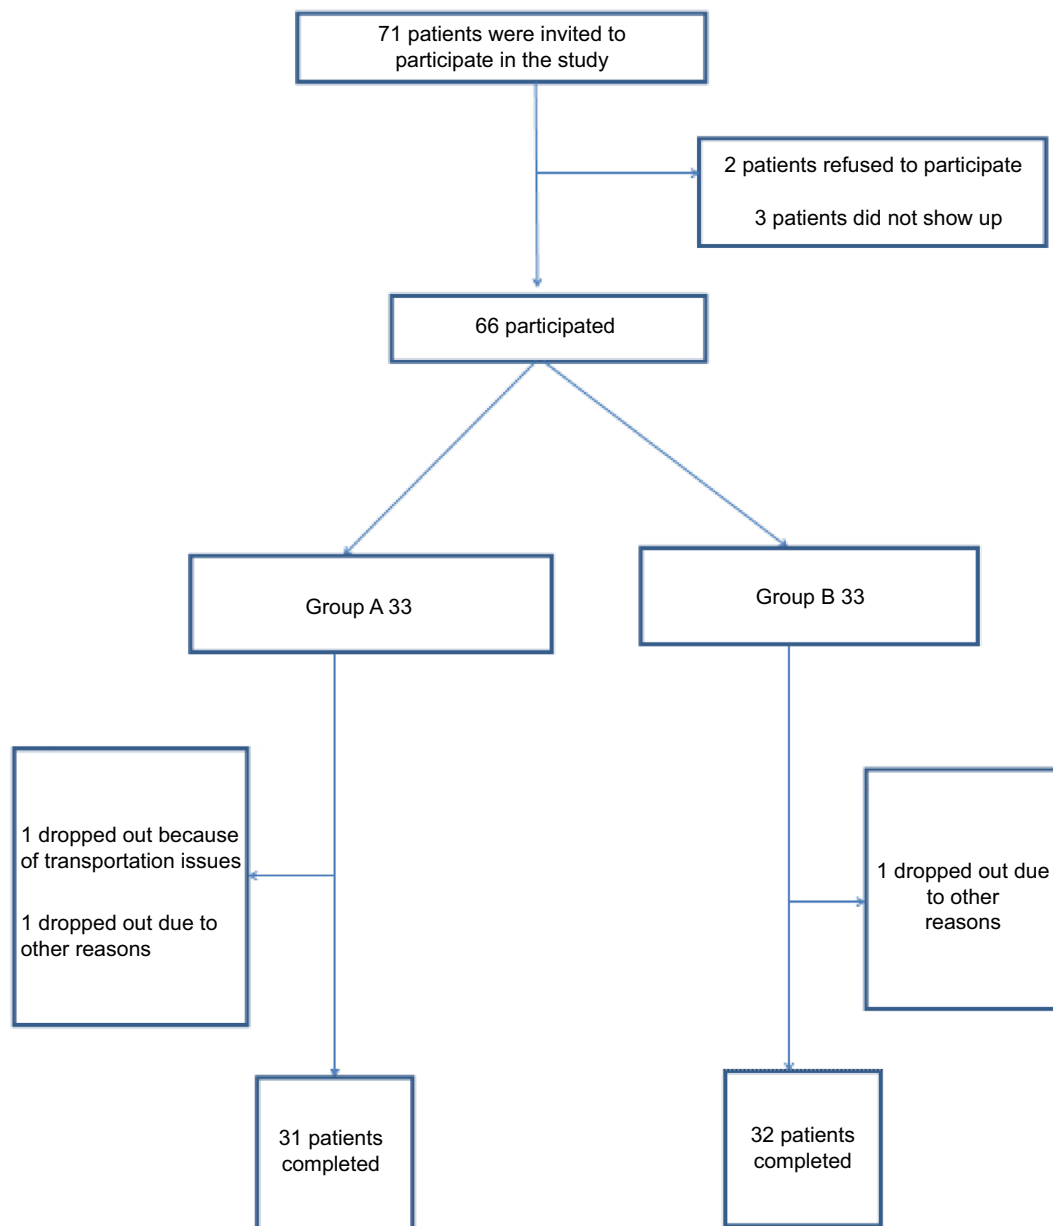 71 patients were invited to
participate in the study
2 patients refused to participate
3 patients did not show up
66 participated
Group A 33
Group B 33
1 dropped out because
of transportation issues
1 dropped out due to
other reasons
1 dropped out due
to other
reasons
31 patients
completed
32 patients
completed